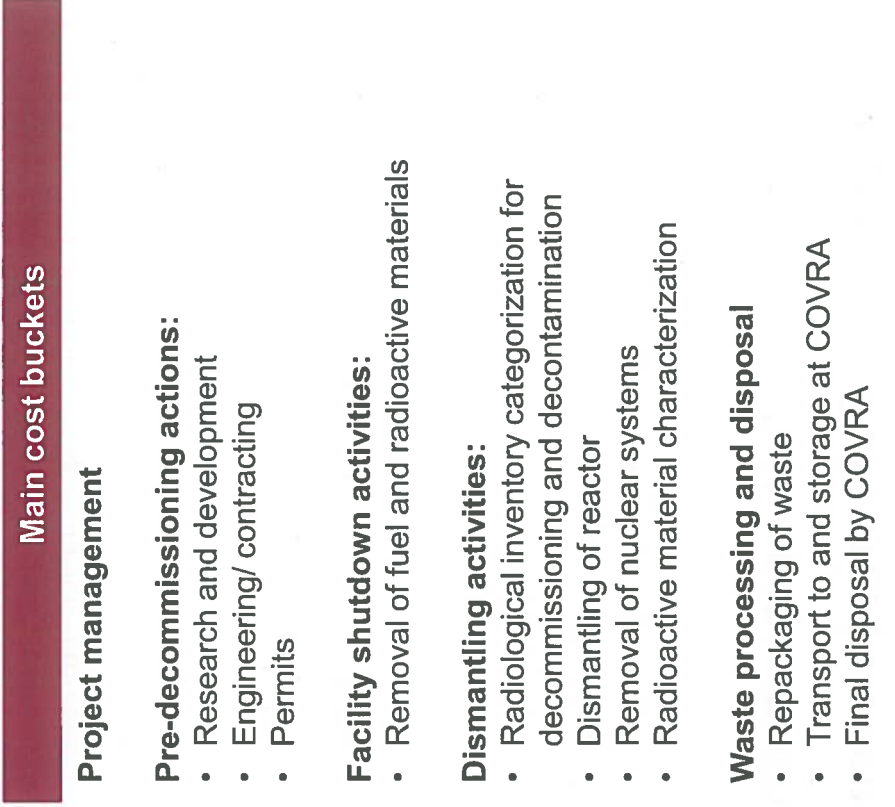 Main cost buckets
Project management
Pre-decommissioning actions:
• Research and development
• Engineering/ contracting
• Permits
Facility shutdown activities:
• Removal of fuel and radioactive materials
Dismantling activities:
• Radiological inventory categorization for
decommissioning and decontamination
• Dismantling of reactor
• Removal of nuclear systems
• Radioactive material characterization
Waste processing and disposal
• Repackaging of waste
• Transport to and storage at COVRA
• Final disposal by COVRA